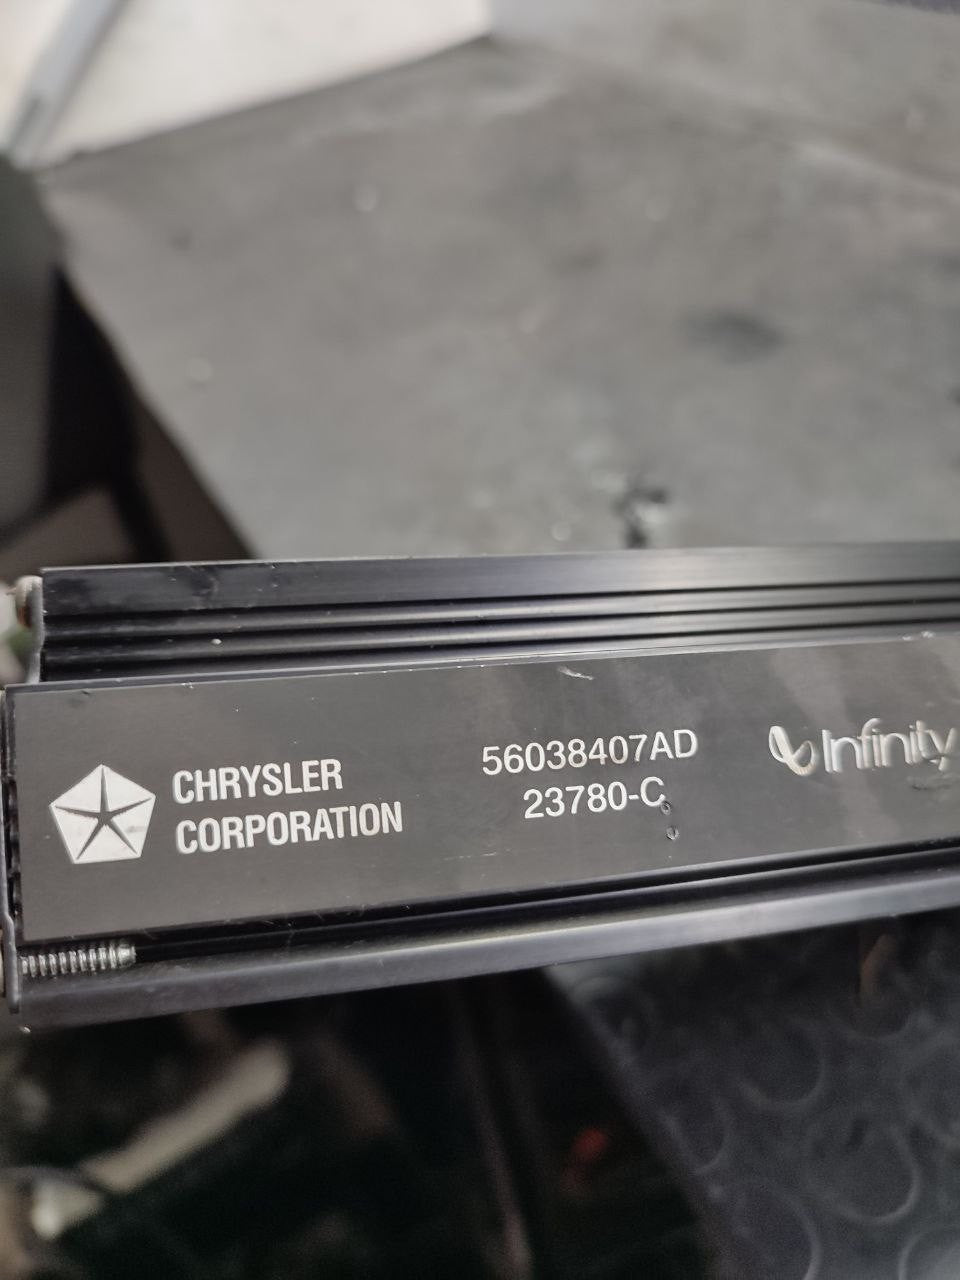 CHRYSLER
CORPORATION
56038407AD
23780-C
Infinity